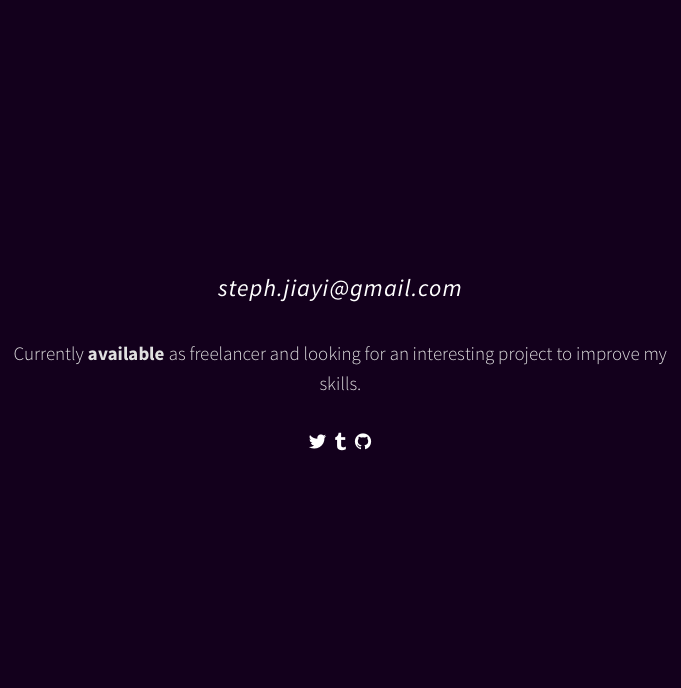 steph.jiayi@gmail.com
Currently available as freelancer and looking for an interesting project to improve my
skills.